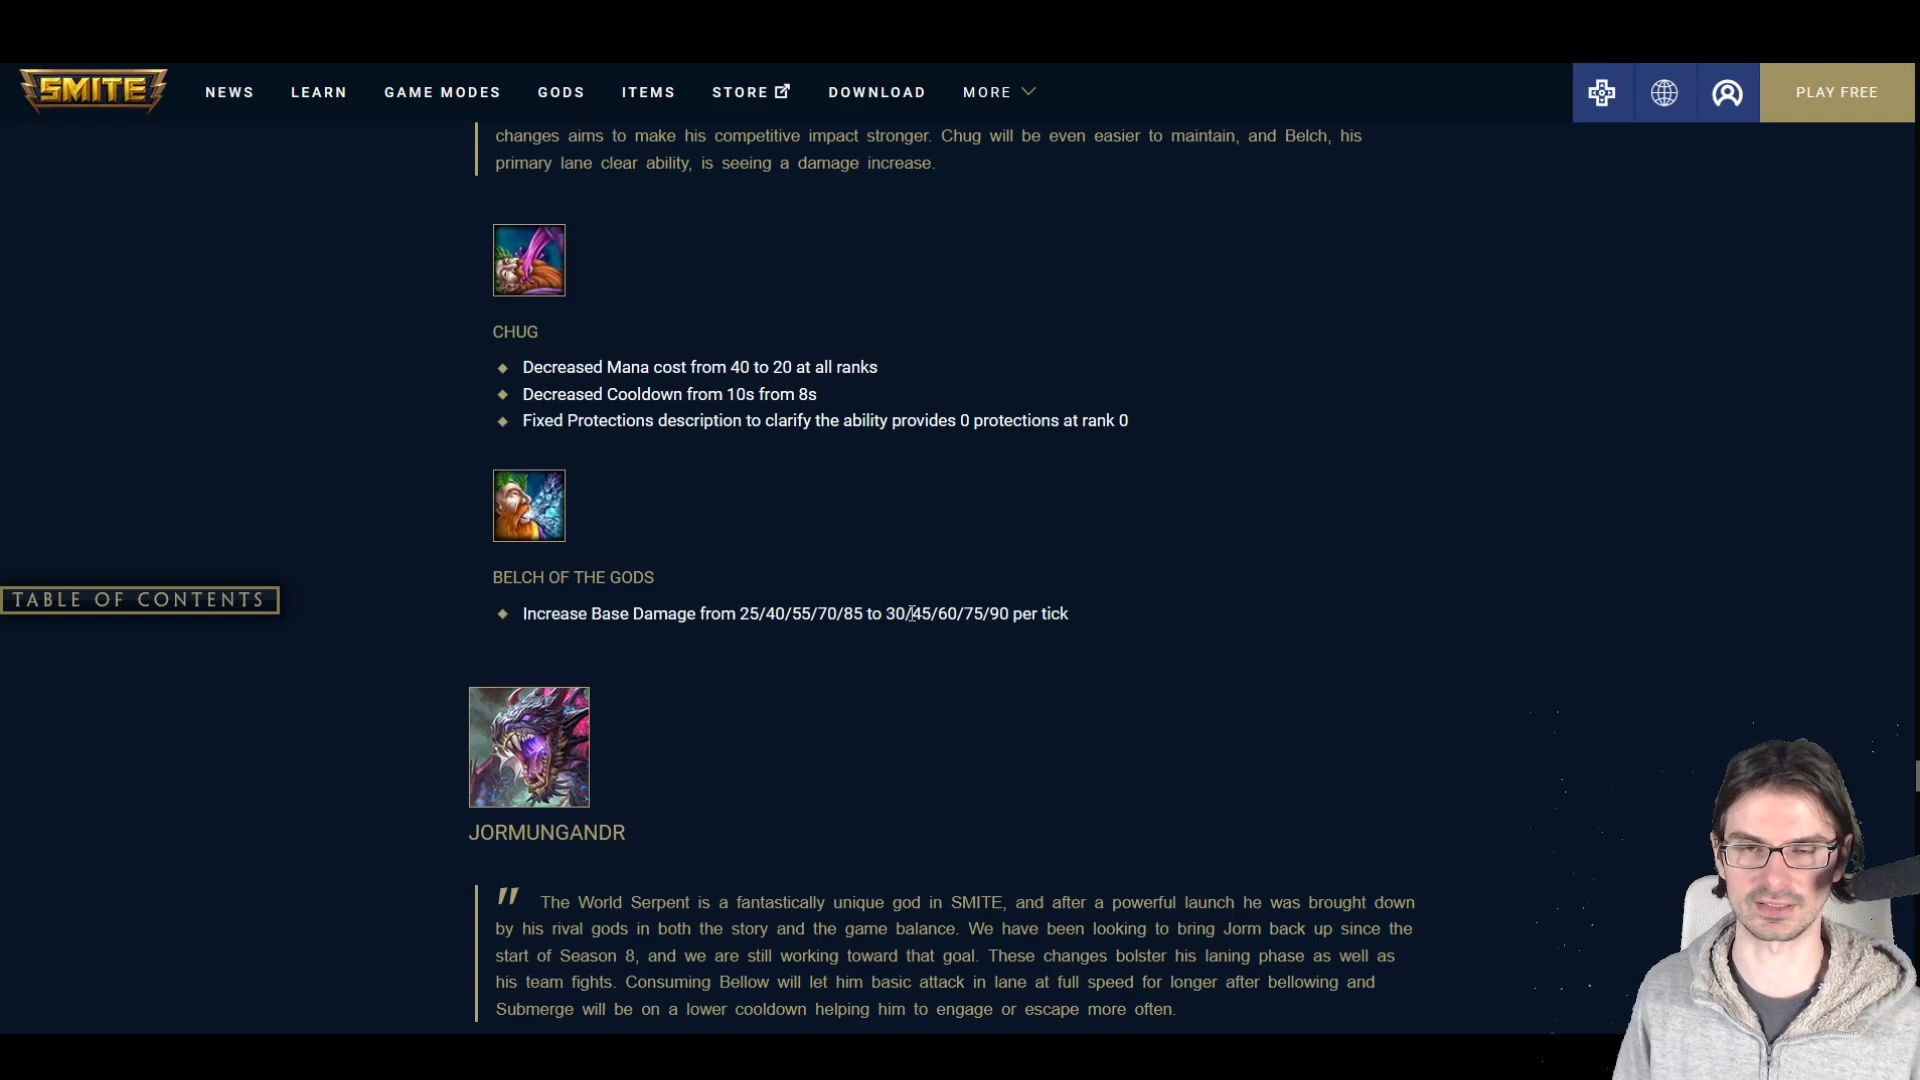 SMITE
NEWS LEARN GAME MODES GODS ITEMS STORE DOWNLOAD MORE PLAY FREE
changes aims to make his competitive impact stronger. Chug will be even easier to maintain, and Belch, his
primary lane clear ability, is seeing a damage increase.
CHUG
Decreased Mana cost from 40 to 20 at all ranks
Decreased Cooldown from 10s from 8s
Fixed Protections description to clarify the ability provides 0 protections at rank 0
BELCH OF THE GODS
TABLE OF CONTENTS
Increase Base Damage from 25/40/55/70/85 to 30/45/60/75/90 per tick
JORMUNGANDR
" The World Serpent is a fantastically unique god in SMITE, and after a powerful launch he was brought down
by his rival gods in both the story and the game balance. We have been looking to bring Jorm back up since the
start of Season 8, and we are still working toward that goal. These changes bolster his laning phase as well as
his team fights. Consuming Bellow will let him basic attack in lane at full speed for longer after bellowing and
Submerge will be on a lower cooldown helping him to engage or escape more often.